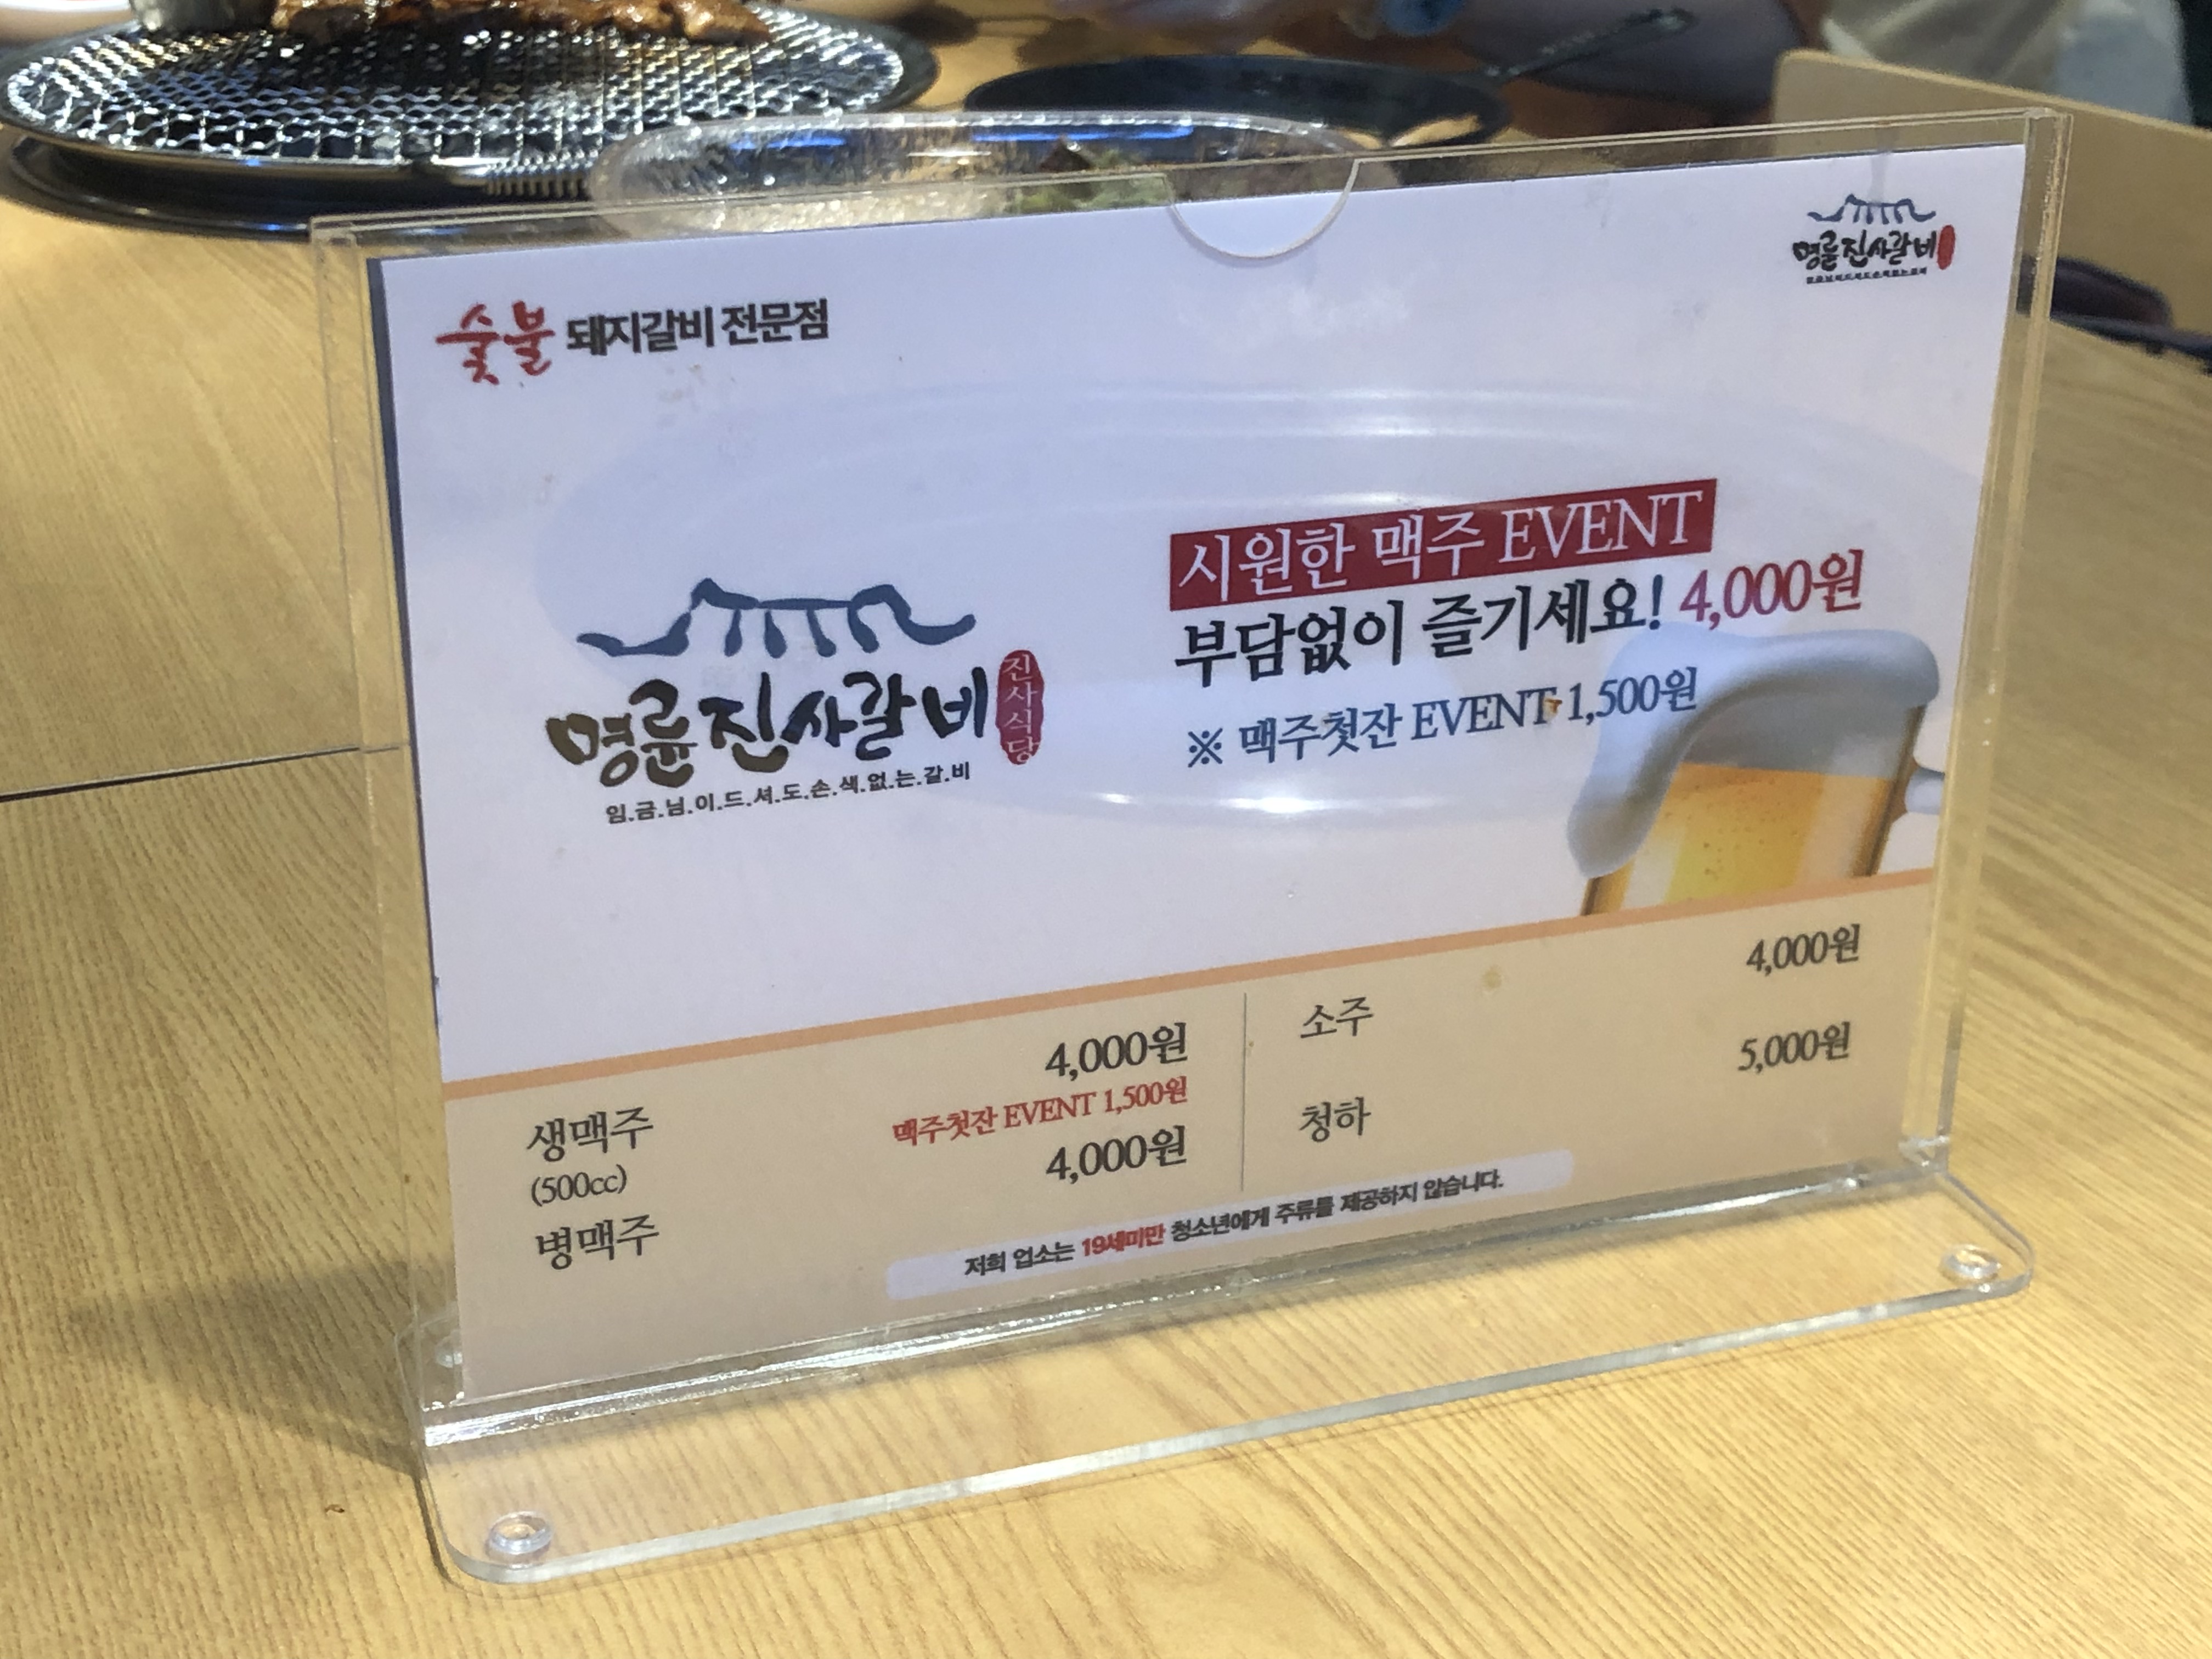 숯불 돼지갈비 전문점
명륜진사갈비
명륜진사갈비
진사식당
임.금.님.이.드.셔.도.손.색.없.는.갈.비
시원한 맥주 EVENT
부담없이 즐기세요! 4,000원
※ 맥주첫잔 EVENT 1,500원
생맥주 4,000원
(500cc) 맥주첫잔 EVENT 1,500원
병맥주 4,000원
소주 4,000원
청하 5,000원
저희 업소는 19세미만 청소년에게 주류를 제공하지 않습니다.